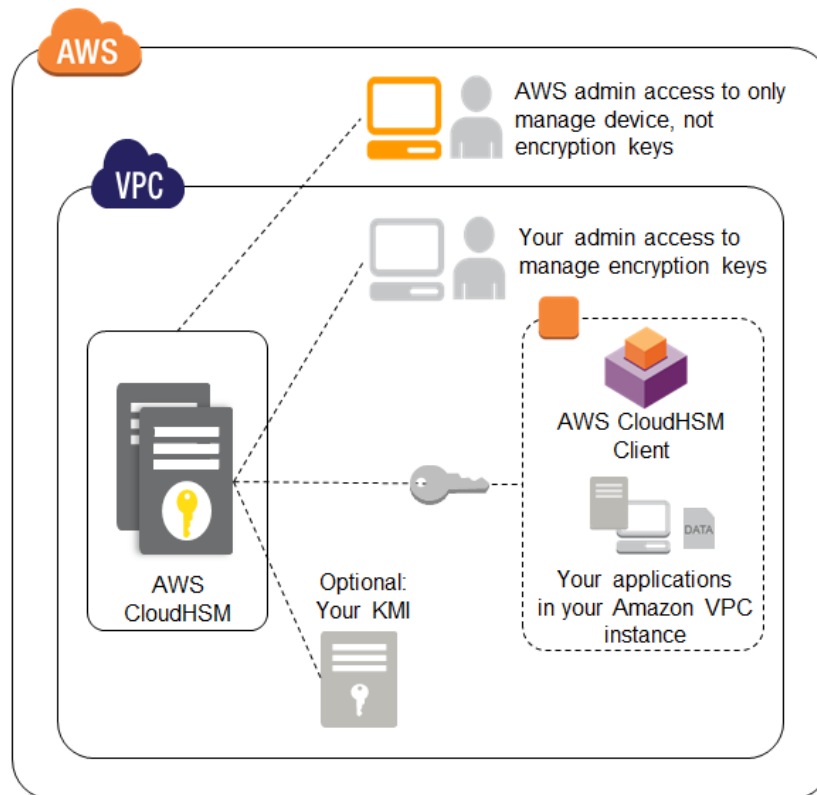 AWS
AWS admin access to only
manage device, not
encryption keys
VPC
Your admin access to
manage encryption keys
AWS CloudHSM
Client
DATA
Your applications
in your Amazon VPC
instance
AWS
CloudHSM
Optional:
Your KMI